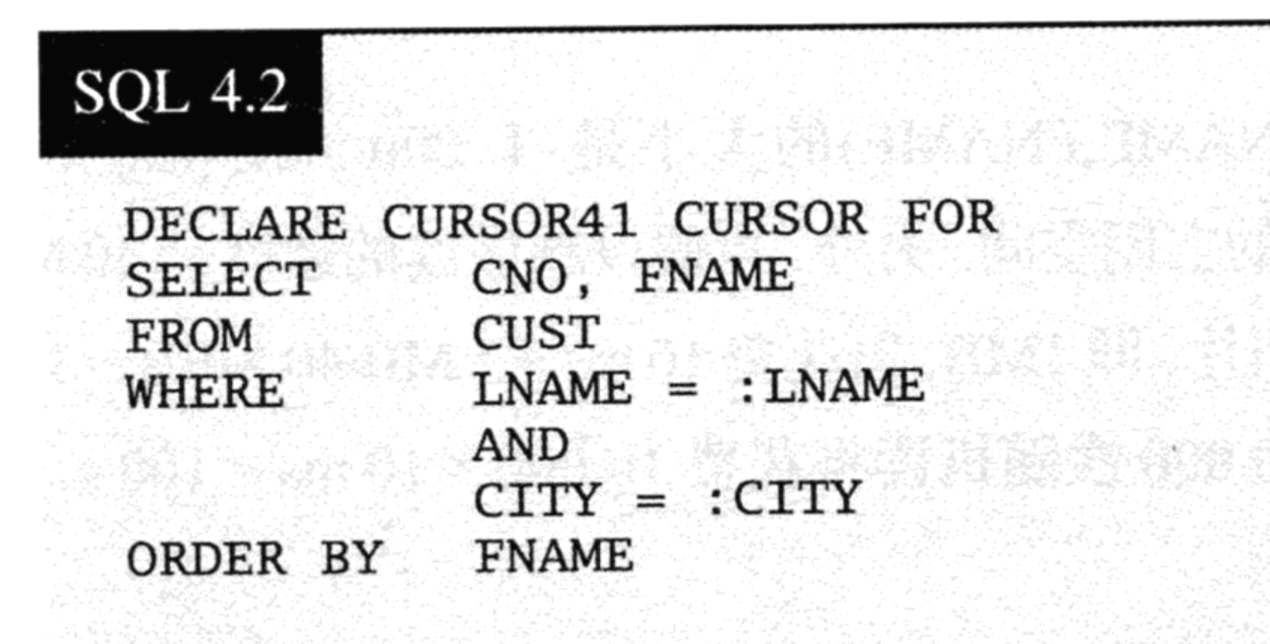 SQL 4.2
DECLARE CURSOR41 CURSOR FOR
SELECT CNO, FNAME
FROM CUST
WHERE LNAME = :LNAME
AND
CITY = :CITY
ORDER BY FNAME